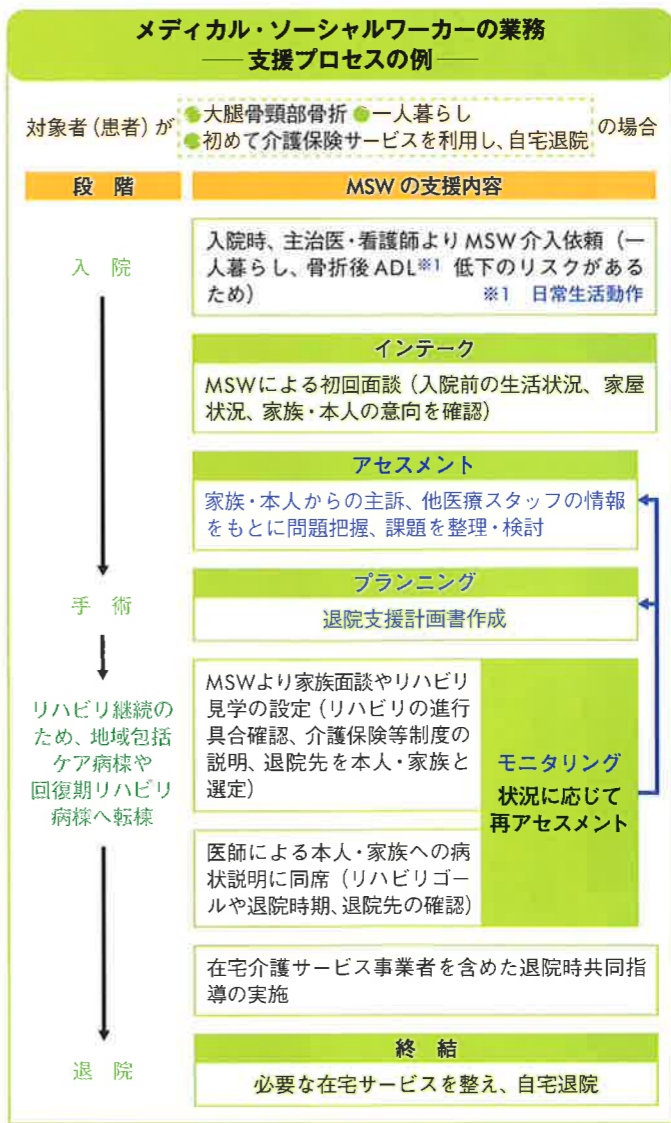 メディカル・ソーシャルワーカーの業務
── 支援プロセスの例 ──
対象者(患者)が
●大腿骨頸部骨折 ●一人暮らし
●初めて介護保険サービスを利用し、自宅退院
の場合
段 階
MSWの支援内容
入 院
入院時、主治医・看護師よりMSW介入依頼(一
人暮らし、骨折後ADL※1 低下のリスクがある
ため) ※1 日常生活動作
インテーク
MSWによる初回面談(入院前の生活状況、家屋
状況、家族・本人の意向を確認)
アセスメント
家族・本人からの主訴、他医療スタッフの情報
をもとに問題把握、課題を整理・検討
手 術
プランニング
退院支援計画書作成
リハビリ継続の
ため、地域包括
ケア病棟や
回復期リハビリ
病棟へ転棟
MSWより家族面談やリハビリ
見学の設定(リハビリの進行
具合確認、介護保険等制度の
説明、退院先を本人・家族と
選定)
医師による本人・家族への病
状説明に同席(リハビリゴー
ルや退院時期、退院先の確認)
モニタリング
状況に応じて
再アセスメント
在宅介護サービス事業者を含めた退院時共同指
導の実施
退 院
終 結
必要な在宅サービスを整え、自宅退院